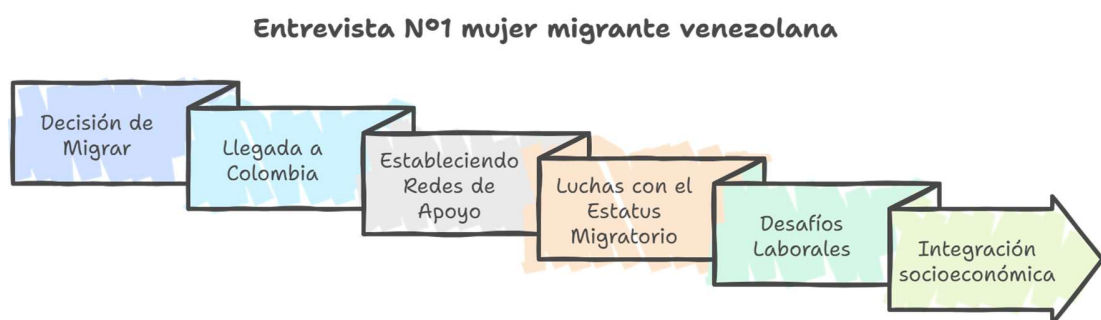 Entrevista Nº1 mujer migrante venezolana
Decisión de
Migrar
Llegada a
Colombia
Estableciendo
Redes de
Apoyo
Luchas con el
Estatus
Migratorio
Desafíos
Laborales
Integración
socioeconómica